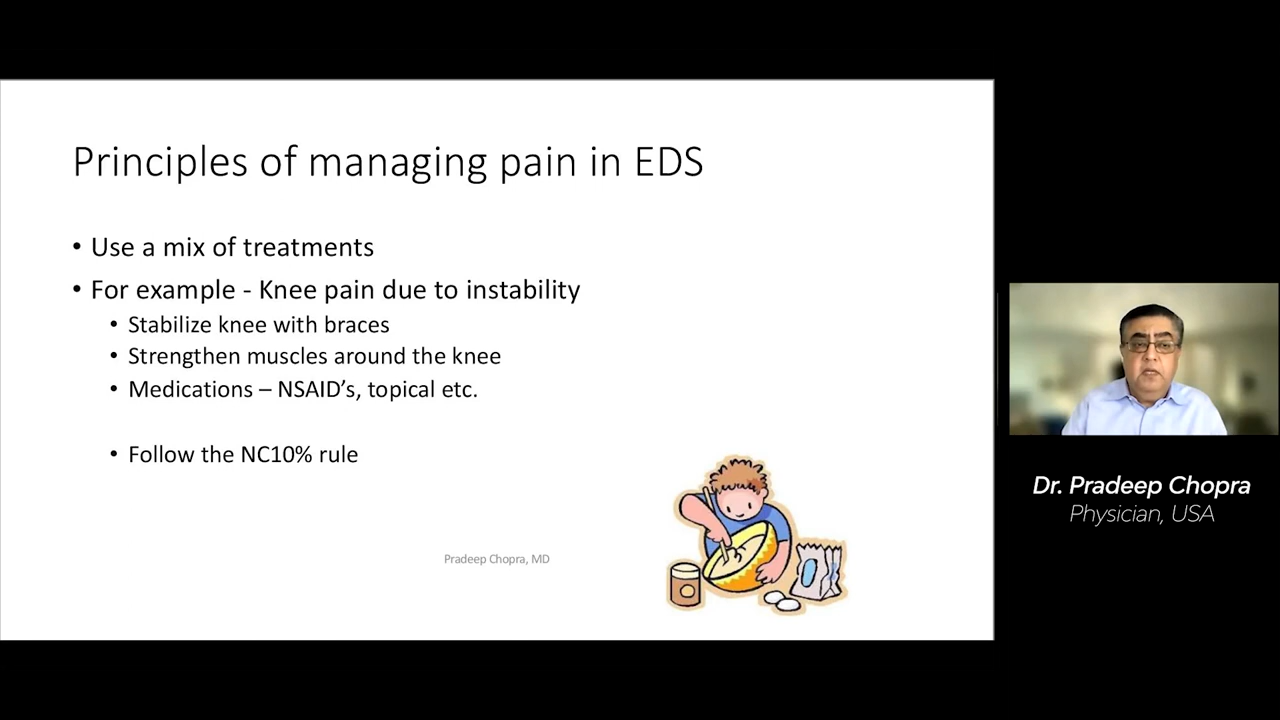 Principles of managing pain in EDS
• Use a mix of treatments
• For example - Knee pain due to instability
• Stabilize knee with braces
• Strengthen muscles around the knee
• Medications – NSAID’s, topical etc.
• Follow the NC10% rule
Pradeep Chopra, MD
Dr. Pradeep Chopra
Physician, USA